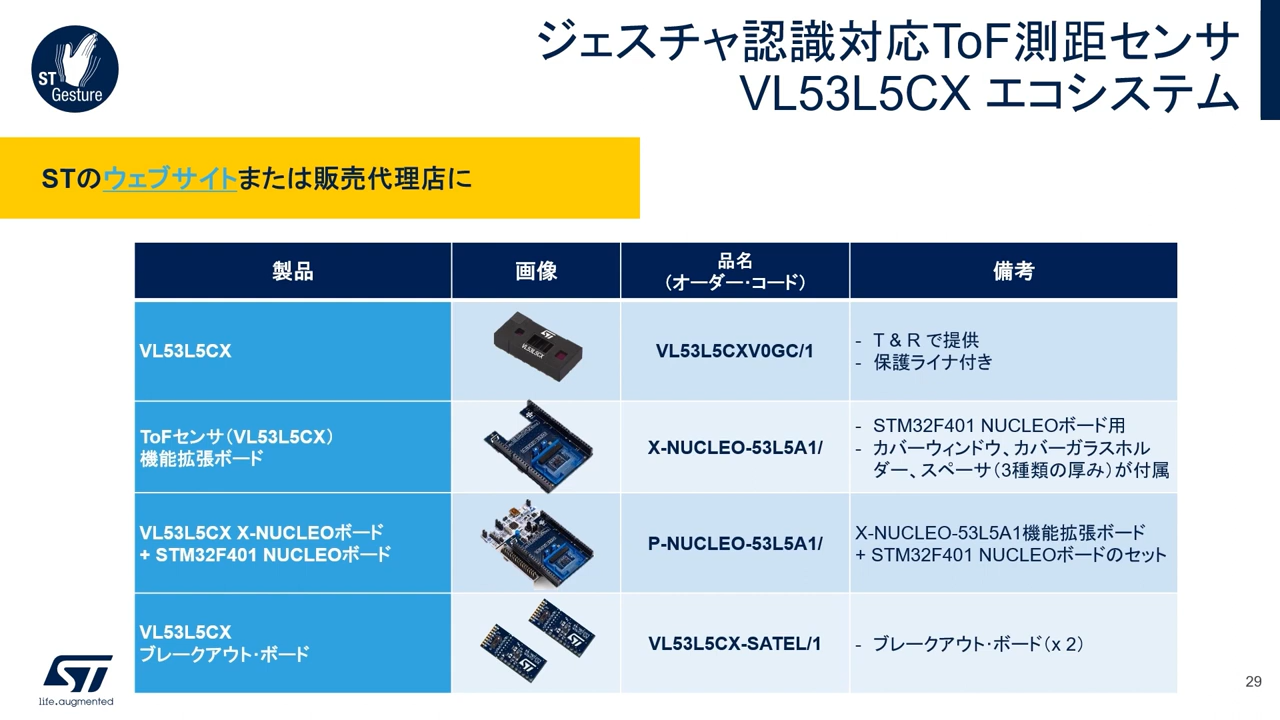 ST
Gesture
ジェスチャ認識対応ToF測距センサ
VL53L5CX エコシステム
STのウェブサイトまたは販売代理店に
製品
画像
品名
（オーダー・コード）
備考
VL53L5CX
ST
VL53L5CX
VL53L5CXV0GC/1
- T & R で提供
- 保護ライナ付き
ToFセンサ（VL53L5CX）
機能拡張ボード
X-NUCLEO-53L5A1/
- STM32F401 NUCLEOボード用
- カバーウィンドウ、カバーガラスホル
ダー、スペーサ（3種類の厚み）が付属
VL53L5CX X-NUCLEOボード
+ STM32F401 NUCLEOボード
P-NUCLEO-53L5A1/
X-NUCLEO-53L5A1機能拡張ボード
+ STM32F401 NUCLEOボードのセット
VL53L5CX
ブレークアウト・ボード
VL53L5CX-SATEL/1
- ブレークアウト・ボード（x 2）
ST
life.augmented
29